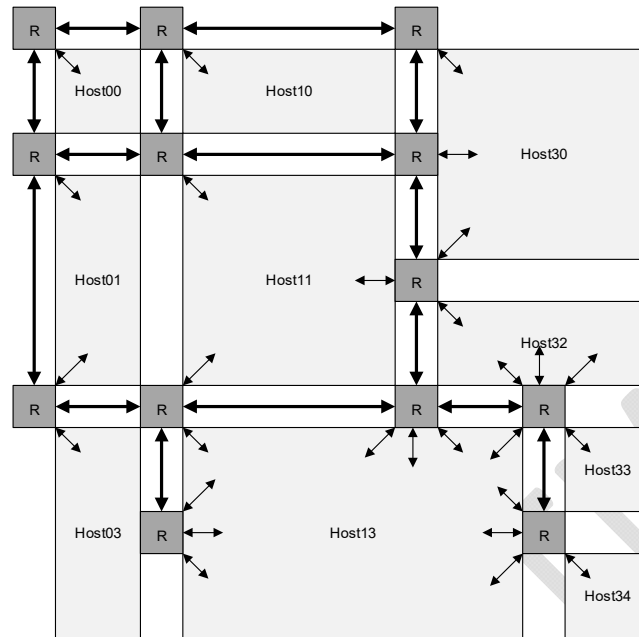 R R R
Host00 Host10
R R R Host30
Host01 Host11 R
Host32
R R R R
Host33
Host03 R Host13 R
Host34